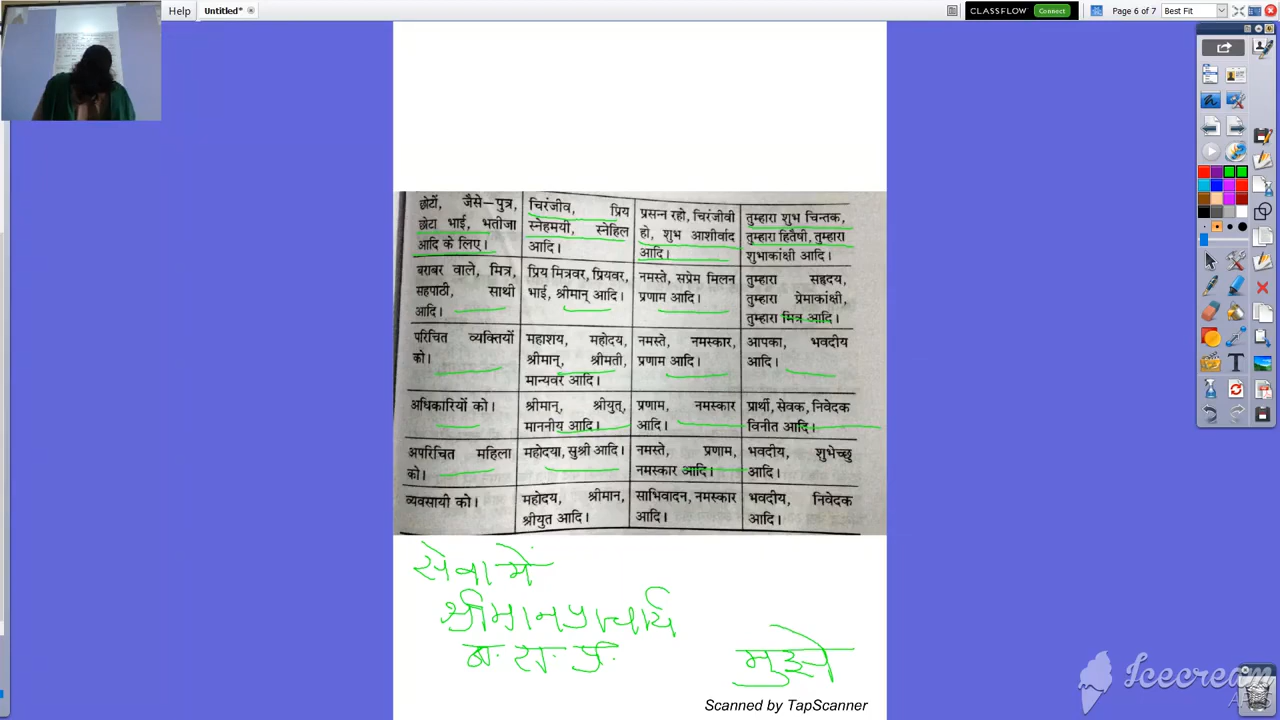 Help
Untitled*
CLASSFLOW
Connect
Page 6 of 7
Best Fit
छोटों, जैसे–पुत्र, छोटा भाई, भतीजा आदि के लिए।
चिरंजीव, प्रिय स्नेहमयी, स्नेहिल आदि।
प्रसन्न रहो, चिरंजीवी हो, शुभ आशीर्वाद आदि।
तुम्हारा शुभ चिन्तक, तुम्हारा हितैषी, तुम्हारा शुभाकांक्षी आदि।
बराबर वाले, मित्र, सहपाठी, साथी आदि।
प्रिय मित्रवर, प्रियवर, भाई, श्रीमान् आदि।
नमस्ते, सप्रेम मिलन प्रणाम आदि।
तुम्हारा सहृदय, तुम्हारा प्रेमाकांक्षी, तुम्हारा मित्र आदि।
परिचित व्यक्तियों को।
महाशय, महोदय, श्रीमान्, श्रीमती, मान्यवर आदि।
नमस्ते, नमस्कार, प्रणाम आदि।
आपका, भवदीय आदि।
अधिकारियों को।
श्रीमान्, श्रीयुत्, माननीय आदि।
प्रणाम, नमस्कार आदि।
प्रार्थी, सेवक, निवेदक विनीत आदि।
अपरिचित महिला को।
महोदया, सुश्री आदि।
नमस्ते, प्रणाम, नमस्कार आदि।
भवदीय, शुभेच्छु आदि।
व्यवसायी को।
महोदय, श्रीमान, श्रीयुत आदि।
साभिवादन, नमस्कार आदि।
भवदीय, निवेदक आदि।
सेवा में
श्रीमान प्राचार्य
मुझे
Scanned by TapScanner
Icecream
APPS